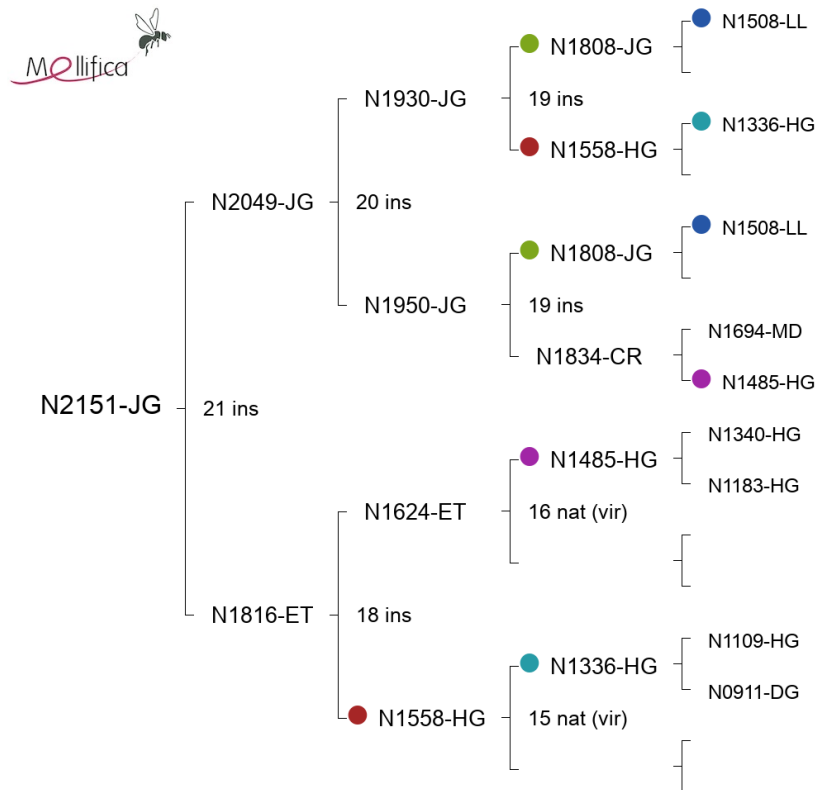 Mellifica
N1508-LL
N1808-JG
N1930-JG
19 ins
N1336-HG
N1558-HG
N2049-JG
20 ins
N1508-LL
N1808-JG
N1950-JG
19 ins
N1694-MD
N1834-CR
N1485-HG
N2151-JG
21 ins
N1340-HG
N1485-HG
N1183-HG
N1624-ET
16 nat (vir)
N1816-ET
18 ins
N1109-HG
N1336-HG
N0911-DG
N1558-HG
15 nat (vir)